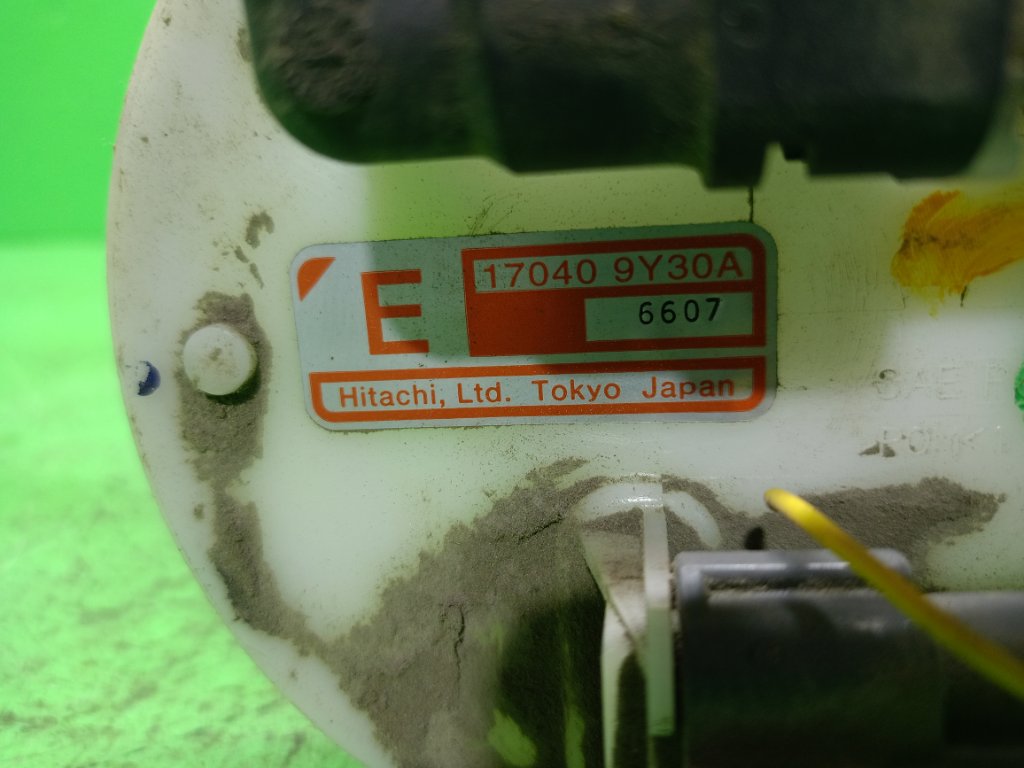 E
17040 9Y30A
6607
Hitachi, Ltd. Tokyo Japan